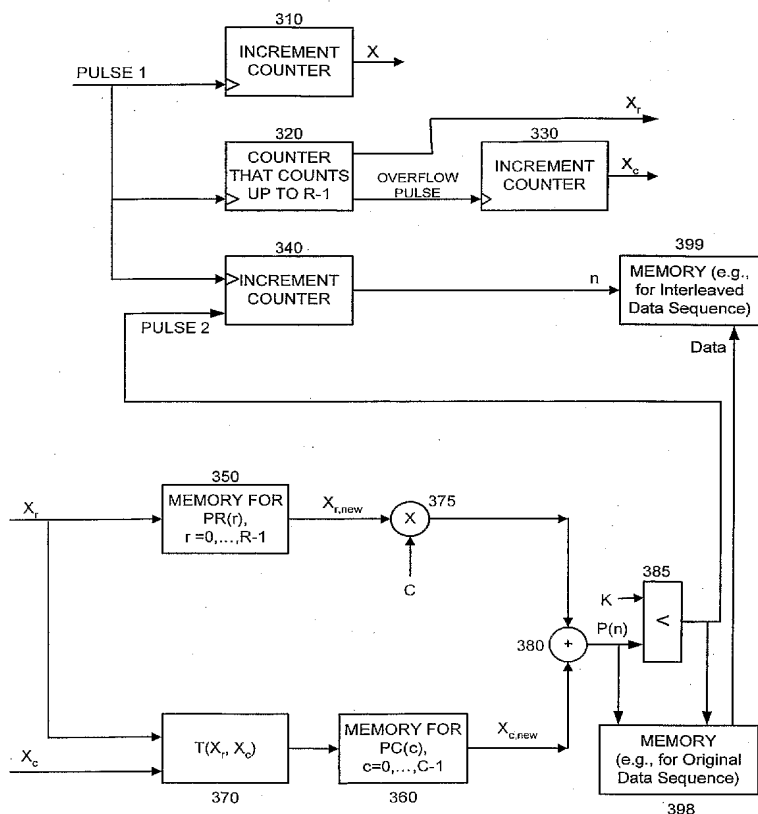 310
INCREMENT
COUNTER
X
PULSE 1
320
COUNTER
THAT COUNTS
UP TO R-1
X_r
OVERFLOW
PULSE
330
INCREMENT
COUNTER
X_c
340
INCREMENT
COUNTER
n
399
MEMORY (e.g.,
for Interleaved
Data Sequence)
PULSE 2
Data
350
X_r
MEMORY FOR
PR(r),
r =0,...,R-1
X_r,new
X
375
C
385
K
<
P(n)
380
+
X_c
T(X_r, X_c)
370
MEMORY FOR
PC(c),
c=0,...,C-1
360
X_c,new
MEMORY
(e.g., for Original
Data Sequence)
398